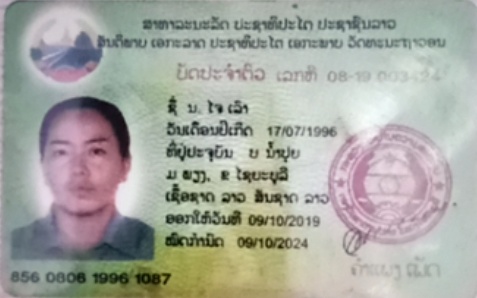 ສາທາລະນະລັດ ປະຊາທິປະໄຕ ປະຊາຊົນລາວ
ສັນຕິພາບ ເອກະລາດ ປະຊາທິປະໄຕ ເອກະພາບ ວັດທະນະຖາວອນ
ບັດປະຈຳຕົວ ເລກທີ 08-19 003424
ຊື່ ນ. ໄຈ ເລົ່າ
ວັນເດືອນປີເກີດ 17/07/1996
ທີ່ຢູ່ປະຈຸບັນ ບ ນ້ຳປຸຍ
ມ ພຽງ, ຂ ໄຊຍະບູລີ
ເຊື້ອຊາດ ລາວ ສັນຊາດ ລາວ
ອອກໃຫ້ວັນທີ 09/10/2019
ໝົດກຳນົດ 09/10/2024
856 0806 1996 1087